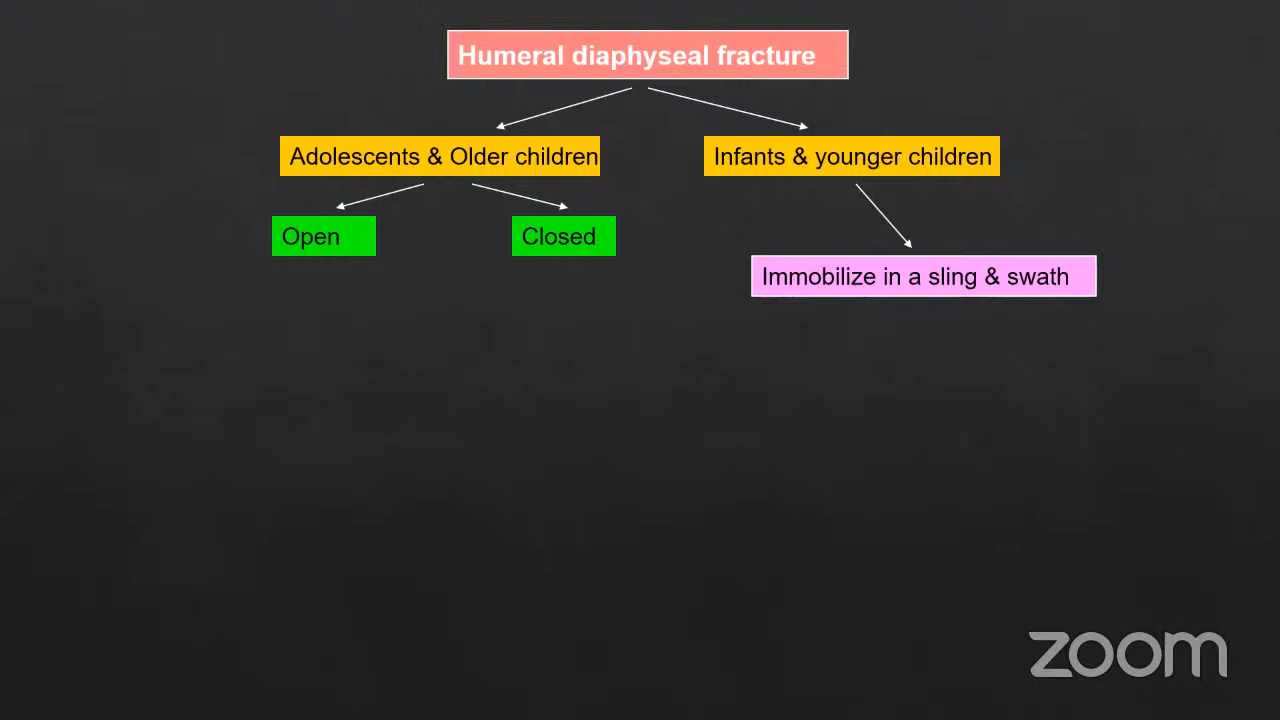 Humeral diaphyseal fracture
Adolescents & Older children
Infants & younger children
Open
Closed
Immobilize in a sling & swath
zoom